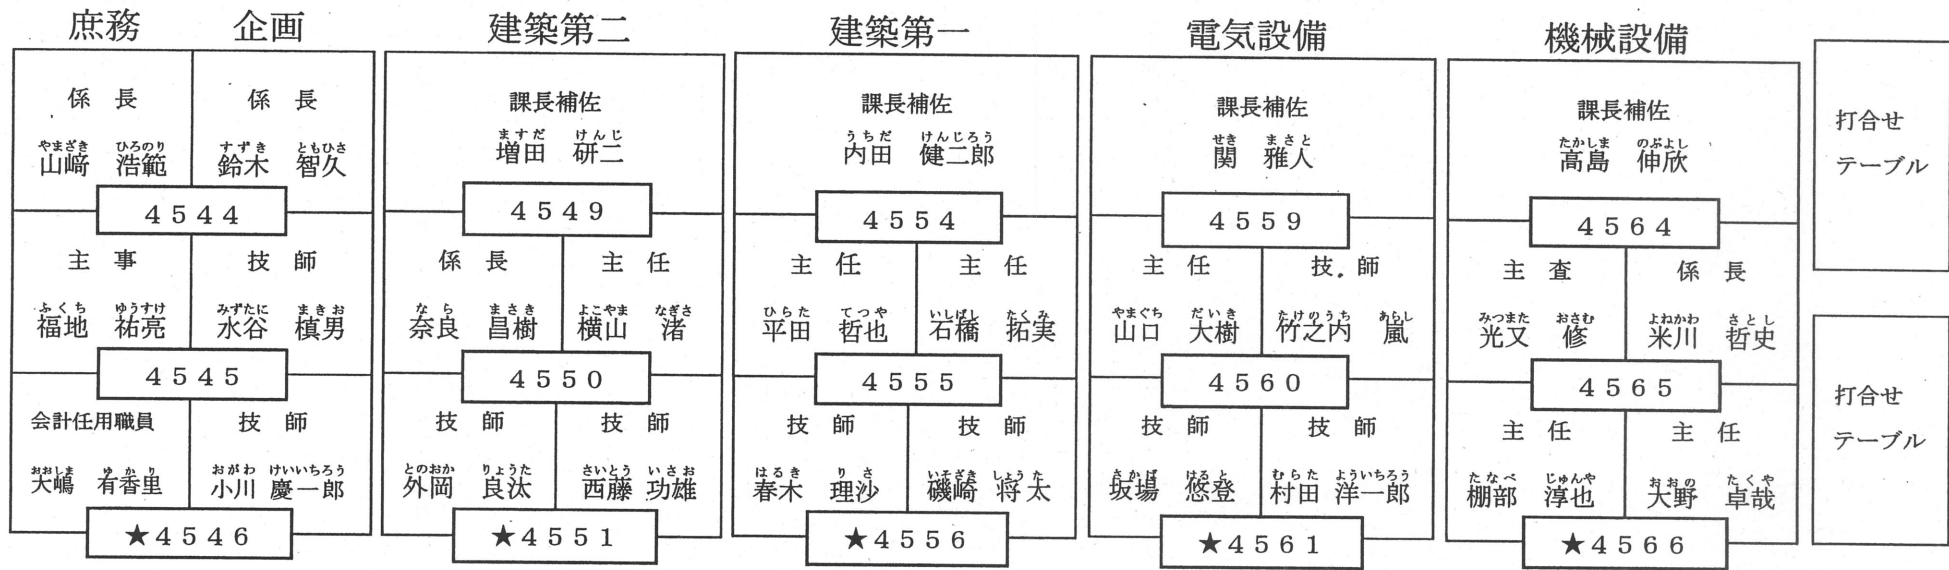 庶務 企画
係長 係長
やまざき ひろのり すずき ともひさ
山﨑 浩範 鈴木 智久
4544
主事 技師
ふくち ゆうすけ みずたに まきお
福地 祐亮 水谷 槙男
4545
会計任用職員 技師
おおしま ゆかり おがわ けいいちろう
大嶋 有香里 小川 慶一郎
★4546
建築第二
課長補佐
ますだ けんじ
増田 研二
4549
係長 主任
なら まさき よこやま なぎさ
奈良 昌樹 横山 渚
4550
技師 技師
とのおか りょうた さいとう いさお
外岡 良汰 西藤 功雄
★4551
建築第一
課長補佐
うちだ けんじろう
内田 健二郎
4554
主任 主任
ひらた てつや いしばし たくみ
平田 哲也 石橋 拓実
4555
技師 技師
はるき りさ いそざき しょうた
春木 理沙 磯崎 将太
★4556
電気設備
課長補佐
せき まさと
関 雅人
4559
主任 技師
やまぐち だいき たけのうち あらし
山口 大樹 竹之内 嵐
4560
技師 技師
さかば はると むらた よういちろう
坂場 悠登 村田 洋一郎
★4561
機械設備
課長補佐
たかしま のぶよし
高島 伸欣
4564
主査 係長
みつまた おさむ よねかわ さとし
光又 修 米川 哲史
4565
主任 主任
たなべ じゅんや おおの たくや
棚部 淳也 大野 卓哉
★4566
打合せ
テーブル
打合せ
テーブル